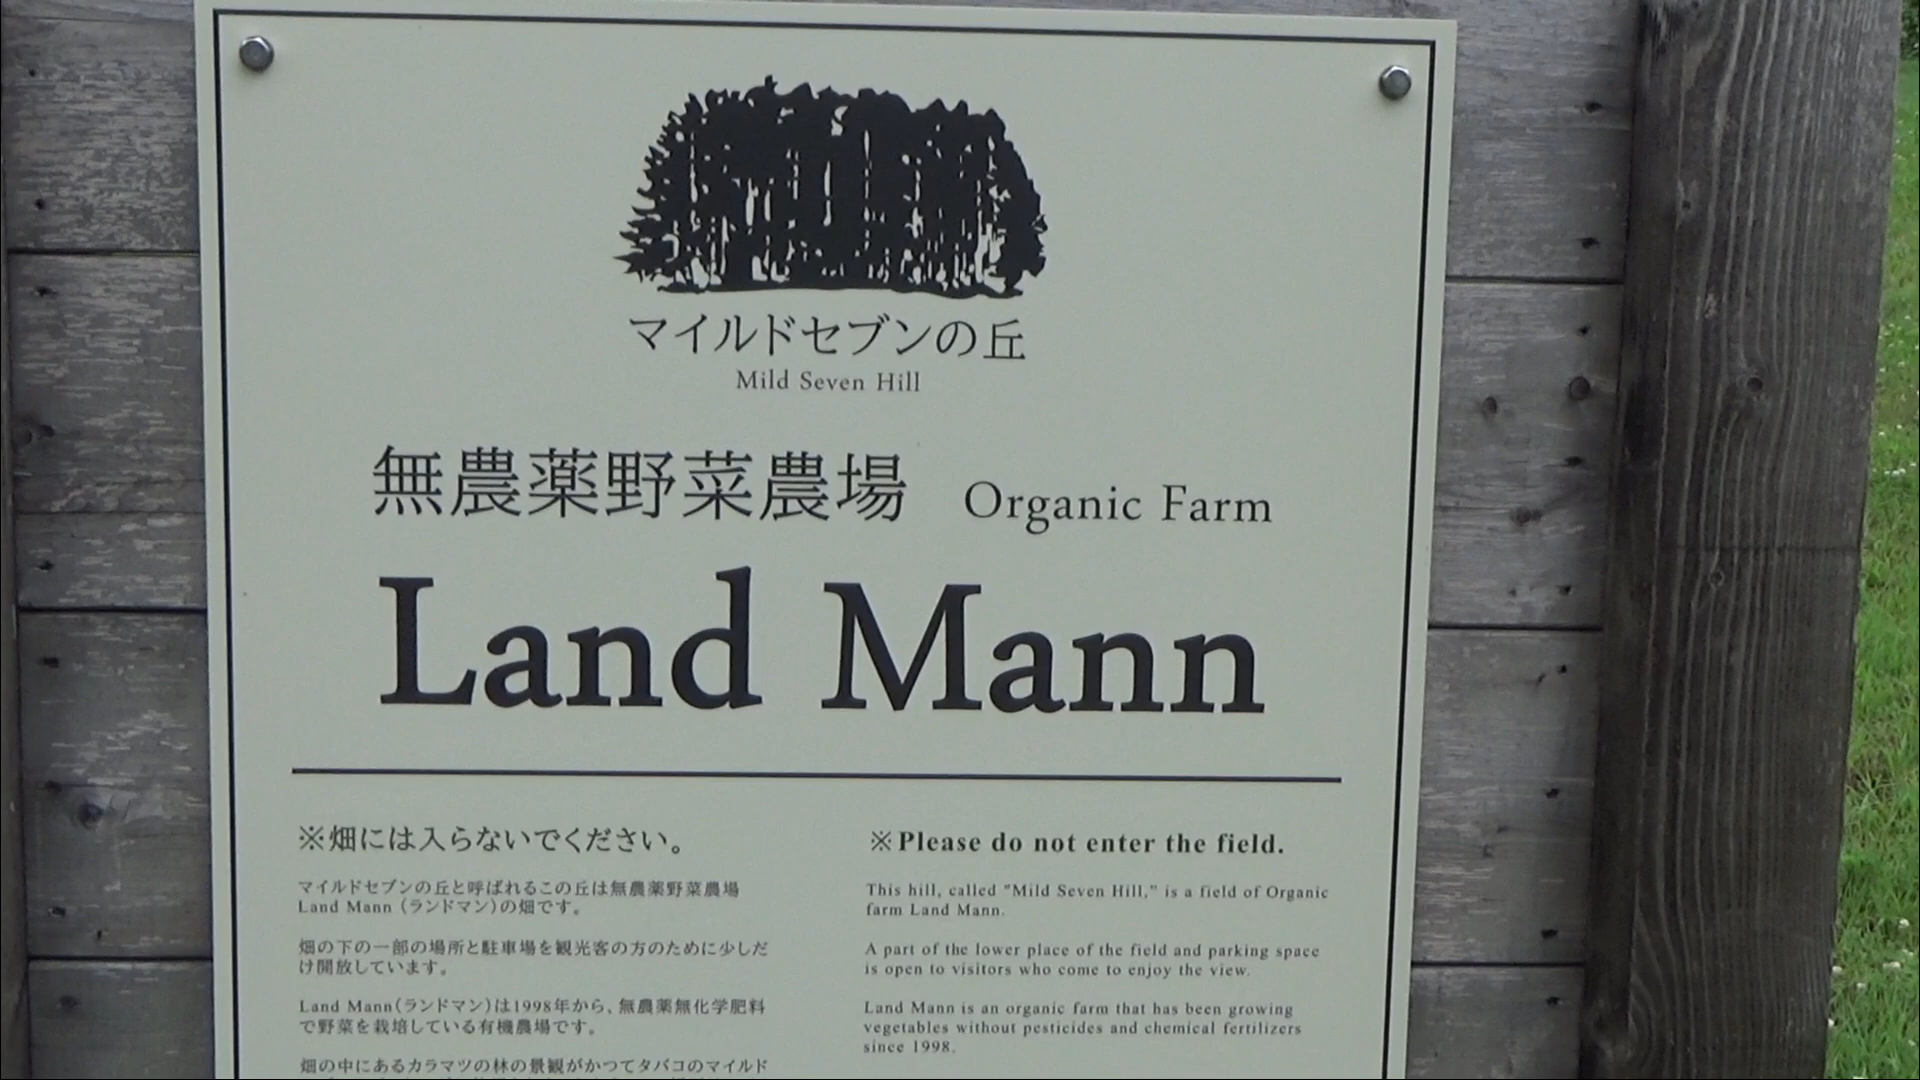 マイルドセブンの丘
Mild Seven Hill
無農薬野菜農場 Organic Farm
Land Mann
※畑には入らないでください。
マイルドセブンの丘と呼ばれるこの丘は無農薬野菜農場
Land Mann（ランドマン）の畑です。
畑の下の一部の場所と駐車場を観光客の方のために少しだ
け開放しています。
Land Mann（ランドマン）は1998年から、無農薬無化学肥料
で野菜を栽培している有機農場です。
畑の中にあるカラマツの林の景観がかつてタバコのマイルド
※Please do not enter the field.
This hill, called "Mild Seven Hill," is a field of Organic
farm Land Mann.
A part of the lower place of the field and parking space
is open to visitors who come to enjoy the view.
Land Mann is an organic farm that has been growing
vegetables without pesticides and chemical fertilizers
since 1998.